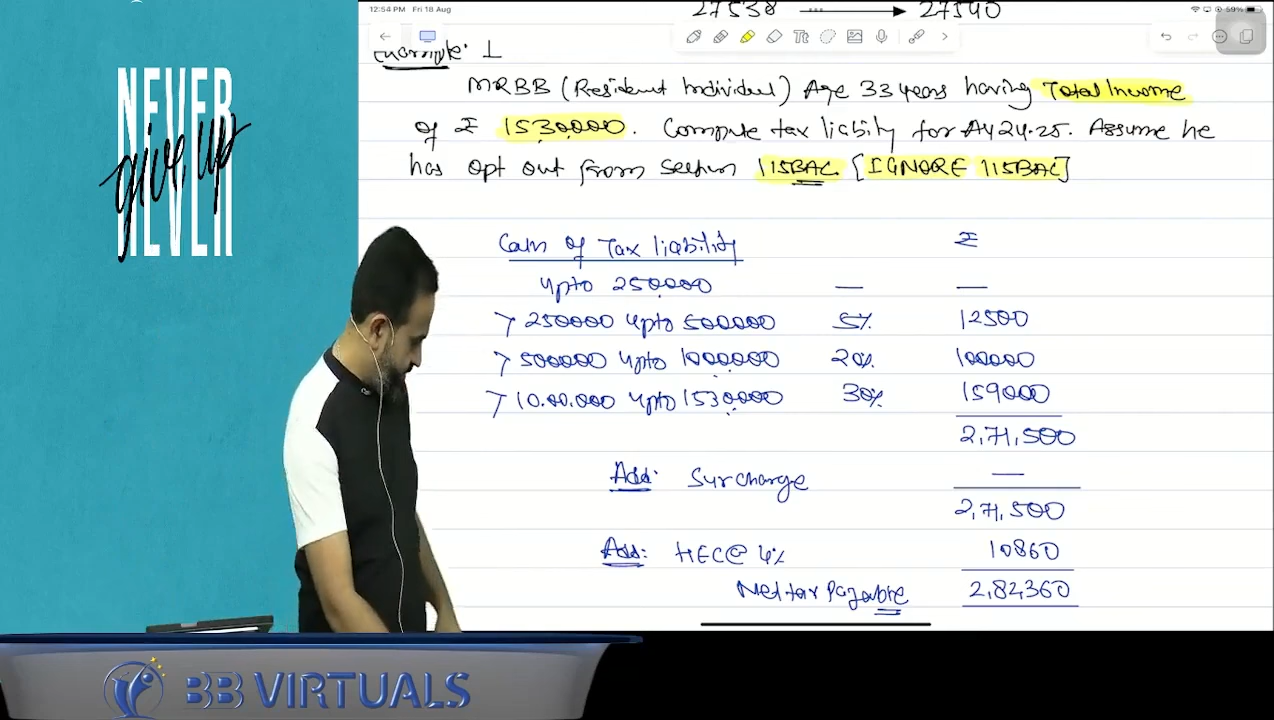 12:54 PM Fri 18 Aug
59%
27538 → 27540
NEVER
give up
NEVER
Example: 1
MR BB (Resident Individual) Age 33 years having Total Income
of ₹ 1530000. Compute tax liability for AY 24.25. Assume he
has opt out from section 115BAC. [IGNORE 115BAC]
Caln of Tax liability ₹
upto 250000 — —
> 250000 upto 500000 5% 12500
> 500000 upto 1000000 20% 100000
> 10.00.000 upto 1530000 30% 159000
2,71,500
Add: Surcharge —
2,71,500
Add: HEC@ 4% 10860
Net tax Payable 2,82,360
BB VIRTUALS